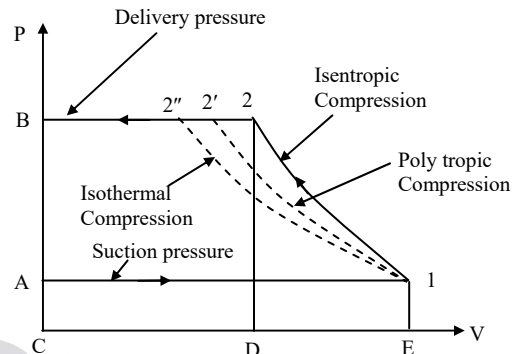 Delivery pressure
P
Isentropic
Compression
2″ 2′ 2
B
Poly tropic
Compression
Isothermal
Compression
Suction pressure
A
1
V
C D E